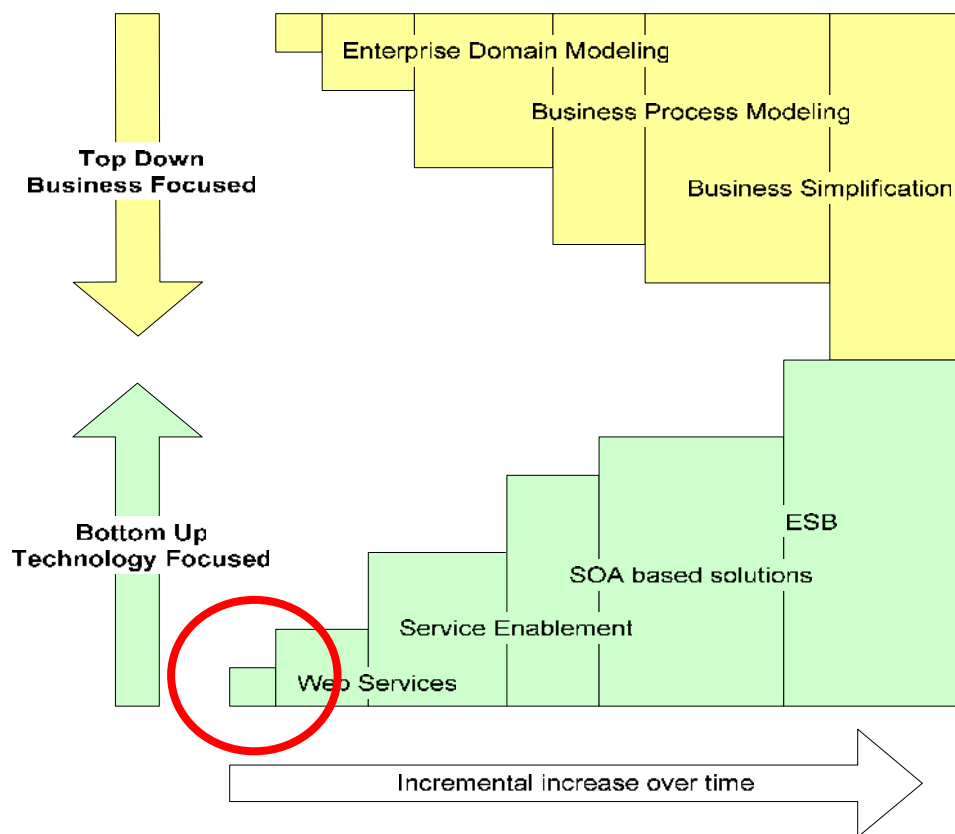 Enterprise Domain Modeling
Business Process Modeling
Top Down
Business Focused
Business Simplification
ESB
Bottom Up
Technology Focused
SOA based solutions
Service Enablement
Web Services
Incremental increase over time